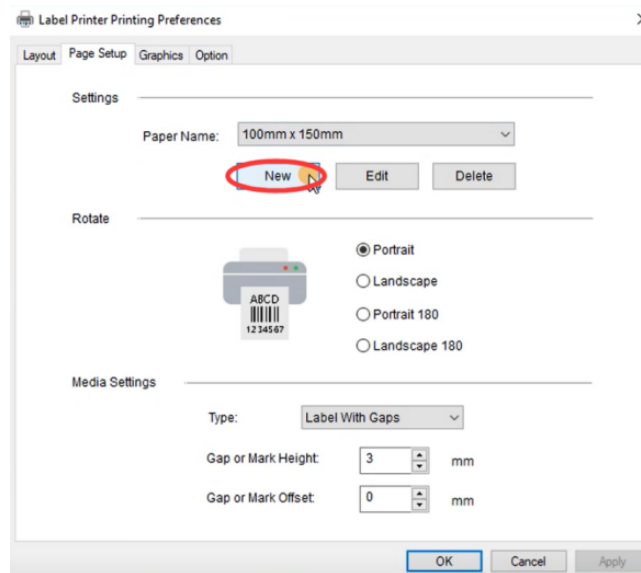 Label Printer Printing Preferences
Layout Page Setup Graphics Option
Settings
Paper Name: 100mm x 150mm
New Edit Delete
Rotate
ABCD
1234567
Portrait
Landscape
Portrait 180
Landscape 180
Media Settings
Type: Label With Gaps
Gap or Mark Height: 3 mm
Gap or Mark Offset: 0 mm
OK Cancel Apply